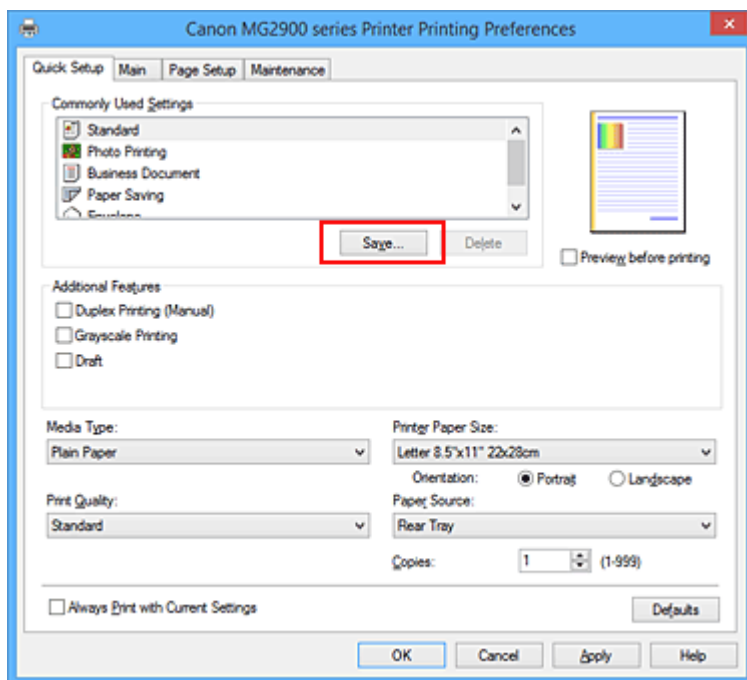 Canon MG2900 series Printer Printing Preferences
Quick Setup Main Page Setup Maintenance
Commonly Used Settings
Standard
Photo Printing
Business Document
Paper Saving
Envelope
Save... Delete
Preview before printing
Additional Features
Duplex Printing (Manual)
Grayscale Printing
Draft
Media Type:
Plain Paper
Printer Paper Size:
Letter 8.5"x11" 22x28cm
Orientation: Portrait Landscape
Print Quality:
Standard
Paper Source:
Rear Tray
Copies: 1 (1-999)
Always Print with Current Settings Defaults
OK Cancel Apply Help